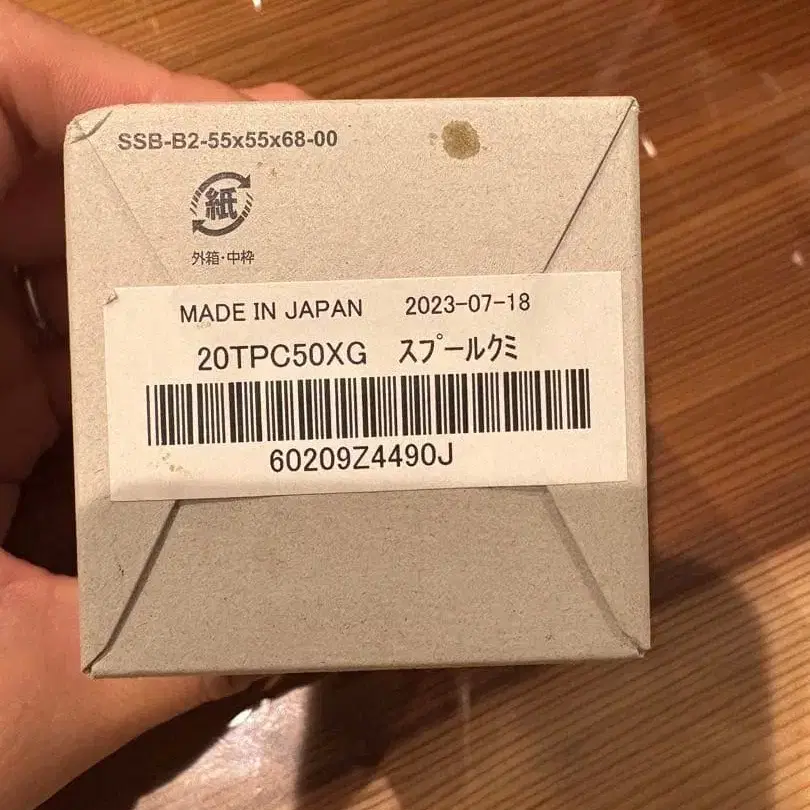 SSB-B2-55x55x68-00
紙
外箱・中枠
MADE IN JAPAN 2023-07-18
20TPC50XG スプールクミ
60209Z4490J